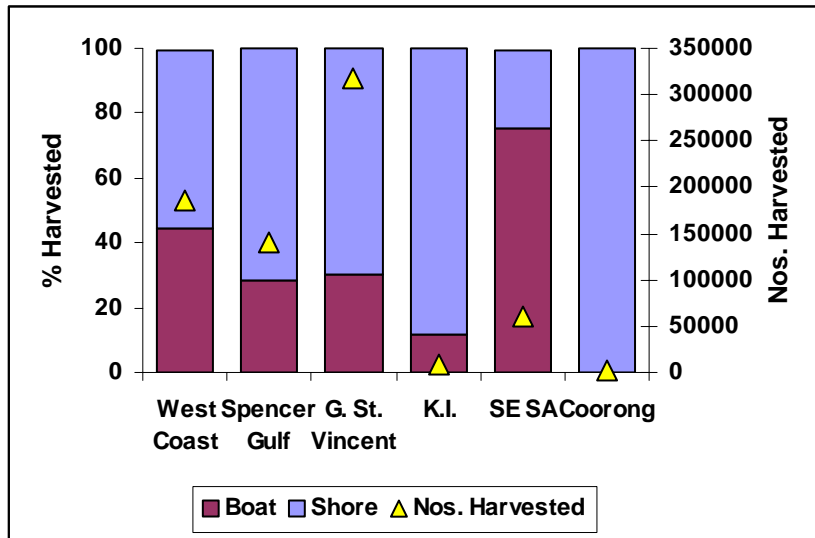 % Harvested
100
80
60
40
20
0
350000
300000
250000
200000
150000
100000
50000
0
Nos. Harvested
West Coast
Spencer Gulf
G. St. Vincent
K.I.
SE SA
Coorong
Boat
Shore
Nos. Harvested